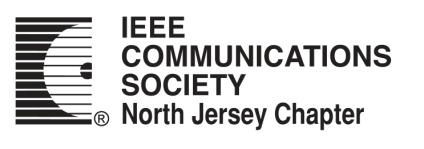 IEEE
COMMUNICATIONS
SOCIETY
® North Jersey Chapter